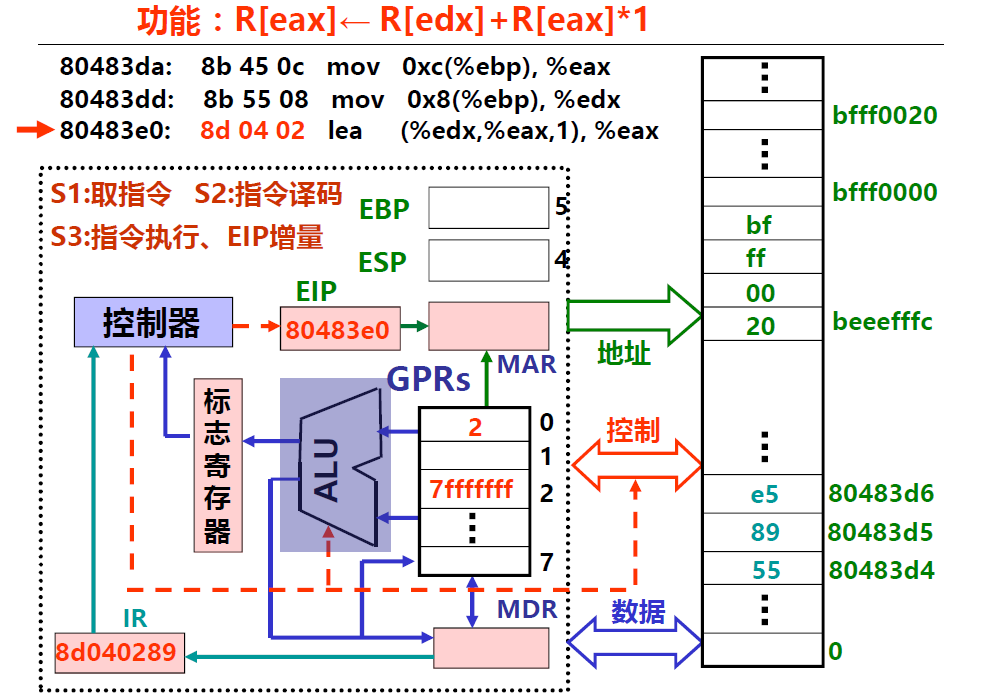 功能：R[eax]← R[edx]+R[eax]*1
80483da: 8b 45 0c mov 0xc(%ebp), %eax
80483dd: 8b 55 08 mov 0x8(%ebp), %edx
80483e0: 8d 04 02 lea (%edx,%eax,1), %eax
bfff0020
bfff0000
bf
ff
00
20
beeefffc
S1:取指令 S2:指令译码
S3:指令执行、EIP增量
EBP
5
ESP
4
EIP
控制器
80483e0
MAR
地址
GPRs
标志寄存器
ALU
2
0
1
7fffffff
2
7
控制
e5
80483d6
89
80483d5
55
80483d4
IR
MDR
数据
8d040289
0